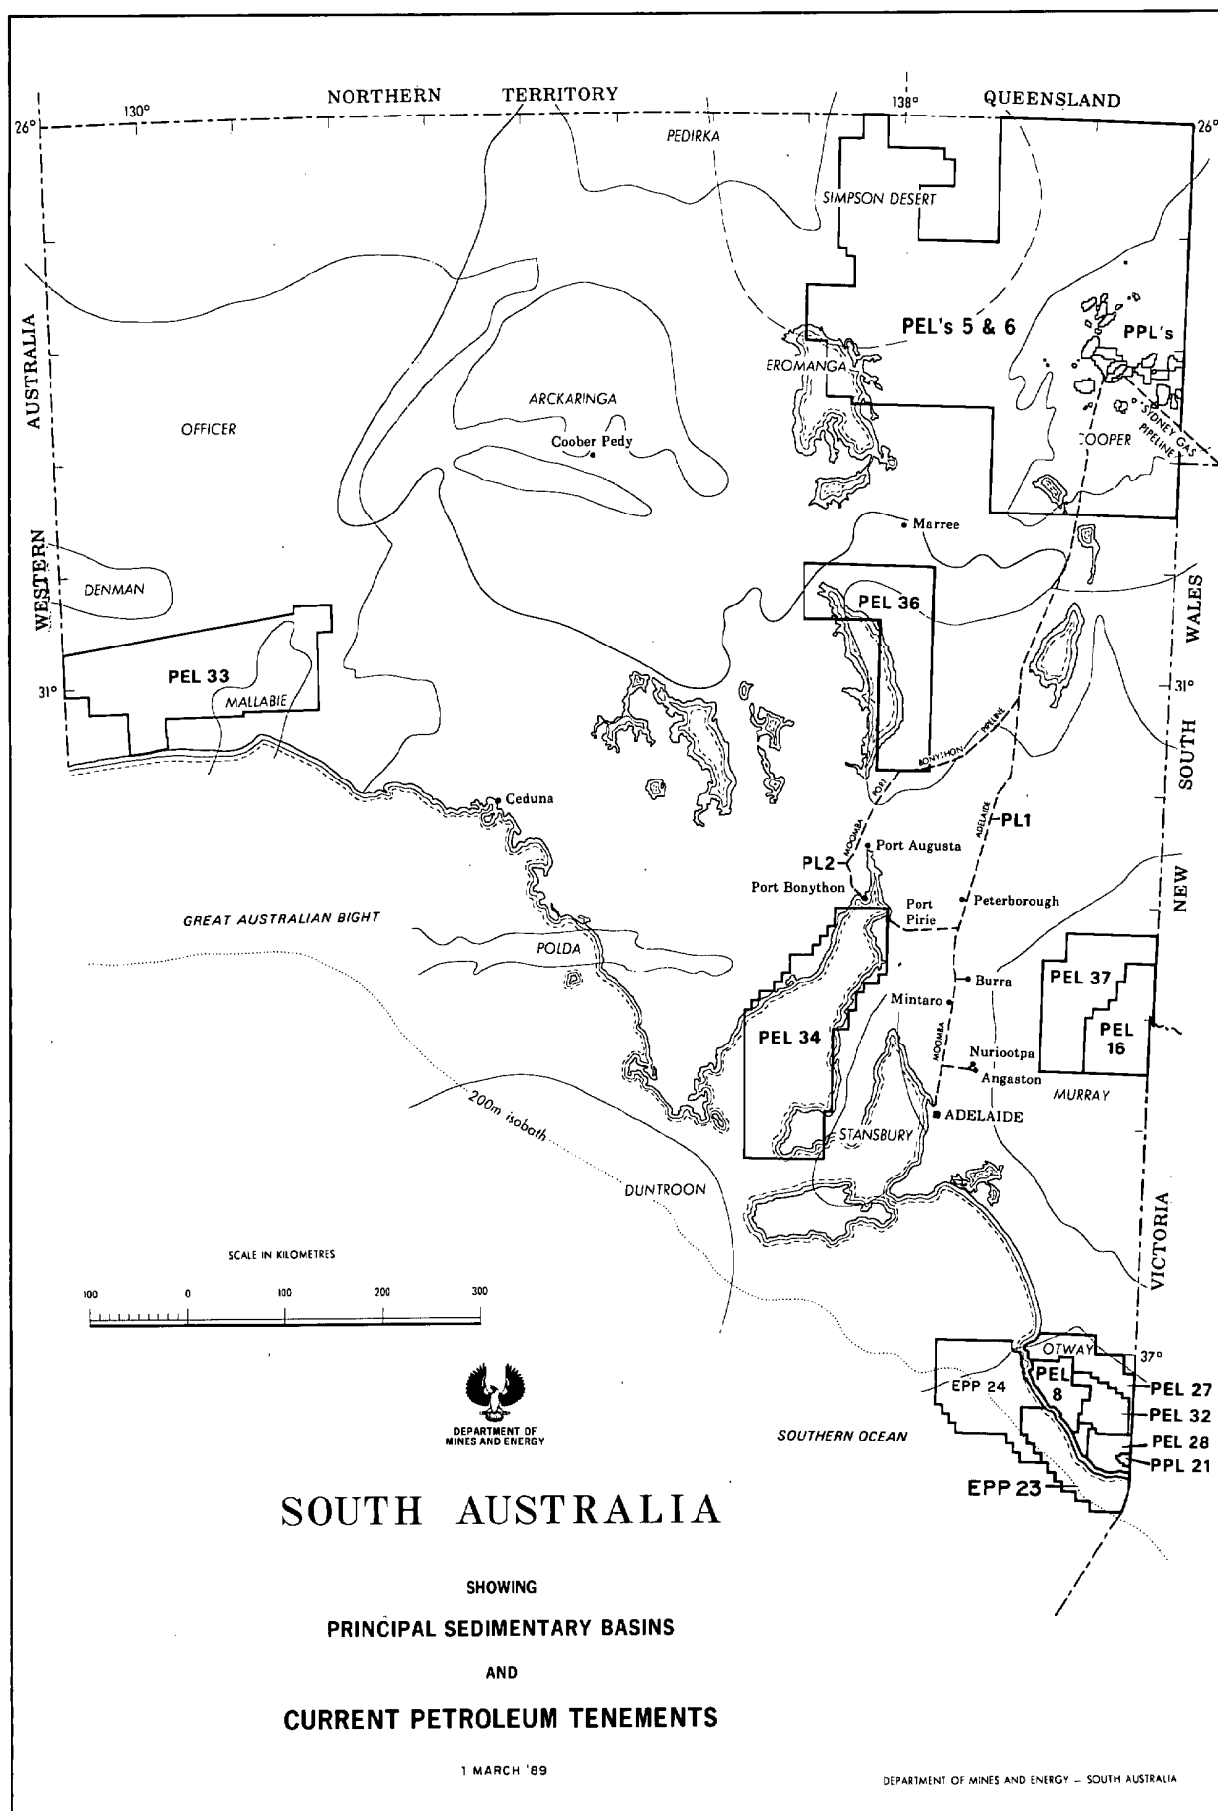 NORTHERN TERRITORY
QUEENSLAND
130°
138°
26°
26°
PEDIRKA
SIMPSON DESERT
WESTERN AUSTRALIA
PEL's 5 & 6
PPL's
EROMANGA
ARCKARINGA
OFFICER
Coober Pedy
COOPER
SYDNEY GAS
PIPELINE
Marree
DENMAN
PEL 36
NEW SOUTH WALES
PEL 33
MALLABIE
31°
31°
PORT BONYTHON PIPELINE
MOOMBA
ADELAIDE
PL1
Ceduna
Port Augusta
PL2
Port Bonython
Port
Pirie
Peterborough
GREAT AUSTRALIAN BIGHT
POLDA
Burra
PEL 37
Mintaro
PEL
16
PEL 34
MOOMBA
Nuriootpa
Angaston
MURRAY
200m isobath
ADELAIDE
STANSBURY
DUNTROON
VICTORIA
SCALE IN KILOMETRES
100 0 100 200 300
OTWAY
37°
EPP 24
PEL
8
PEL 27
PEL 32
PEL 28
PPL 21
EPP 23
DEPARTMENT OF
MINES AND ENERGY
SOUTHERN OCEAN
SOUTH AUSTRALIA
SHOWING
PRINCIPAL SEDIMENTARY BASINS
AND
CURRENT PETROLEUM TENEMENTS
1 MARCH '89
DEPARTMENT OF MINES AND ENERGY – SOUTH AUSTRALIA